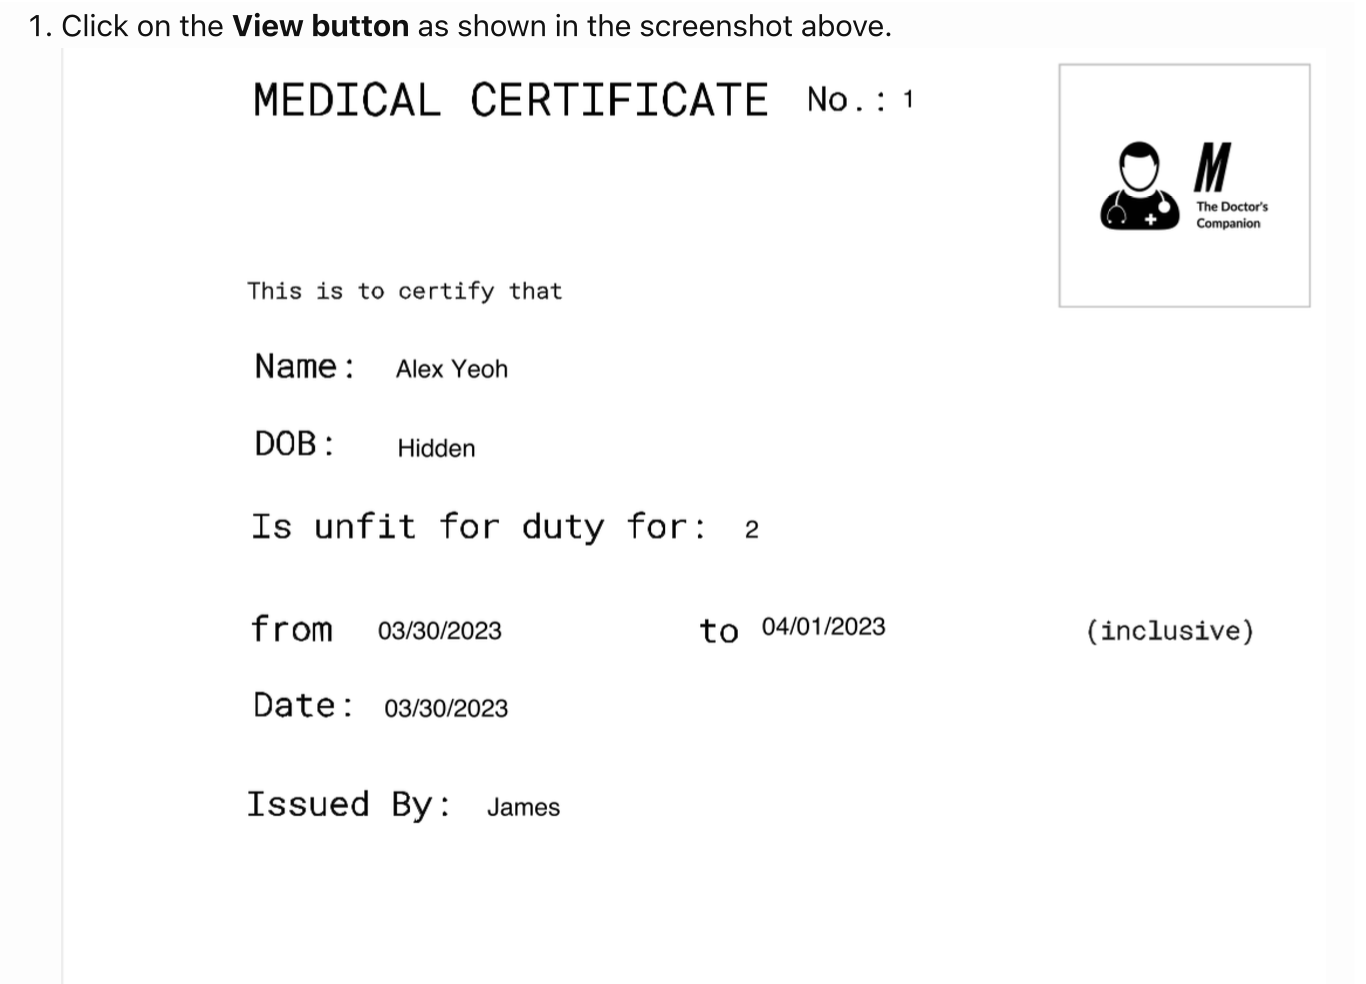 1. Click on the View button as shown in the screenshot above.
MEDICAL CERTIFICATE No.: 1
M
The Doctor's
Companion
This is to certify that
Name: Alex Yeoh
DOB: Hidden
Is unfit for duty for: 2
from 03/30/2023 to 04/01/2023 (inclusive)
Date: 03/30/2023
Issued By: James